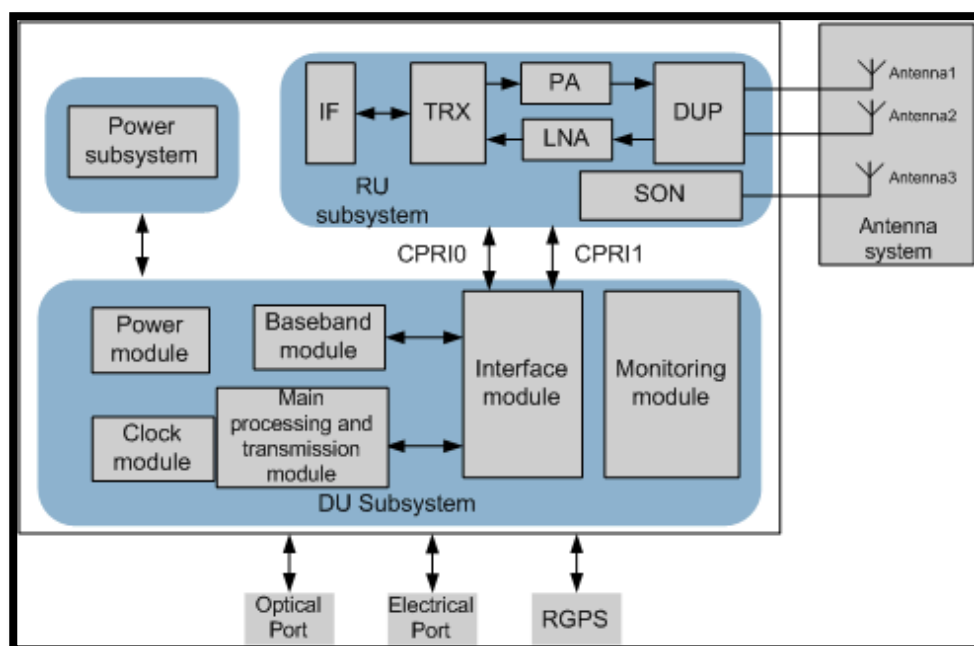 Power
subsystem
IF
TRX
PA
LNA
DUP
SON
RU
subsystem
Antenna1
Antenna2
Antenna3
Antenna
system
CPRI0
CPRI1
Power
module
Baseband
module
Clock
module
Main
processing and
transmission
module
Interface
module
Monitoring
module
DU Subsystem
Optical
Port
Electrical
Port
RGPS